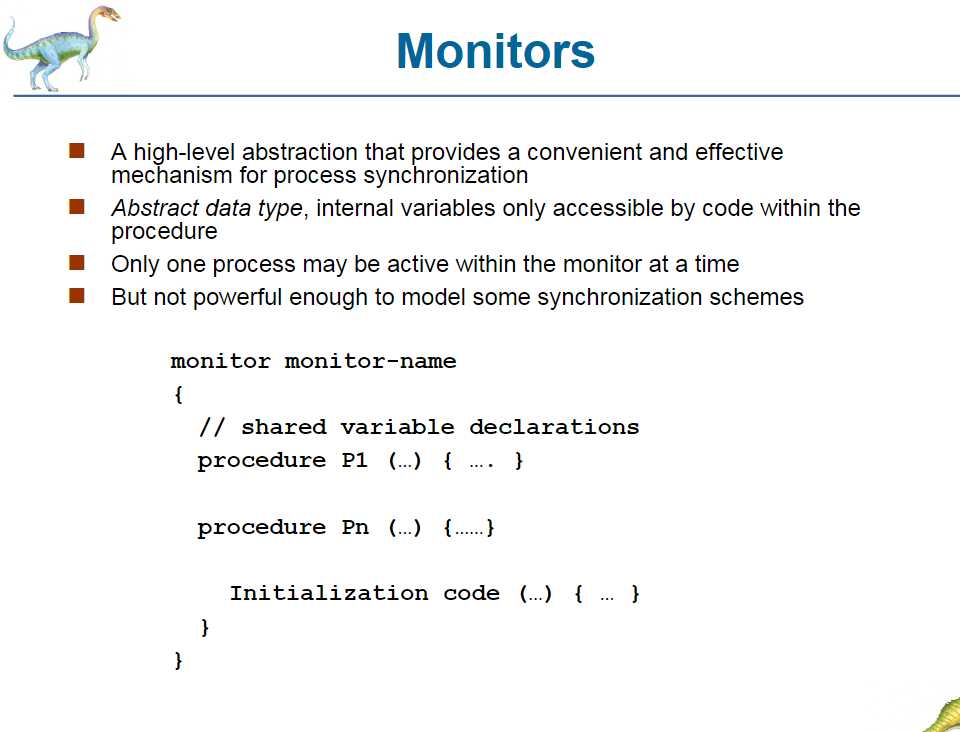 Monitors
A high-level abstraction that provides a convenient and effective
mechanism for process synchronization
Abstract data type, internal variables only accessible by code within the
procedure
Only one process may be active within the monitor at a time
But not powerful enough to model some synchronization schemes
monitor monitor-name
{
// shared variable declarations
procedure P1 (…) { …. }
procedure Pn (…) {……}
Initialization code (…) { … }
}
}